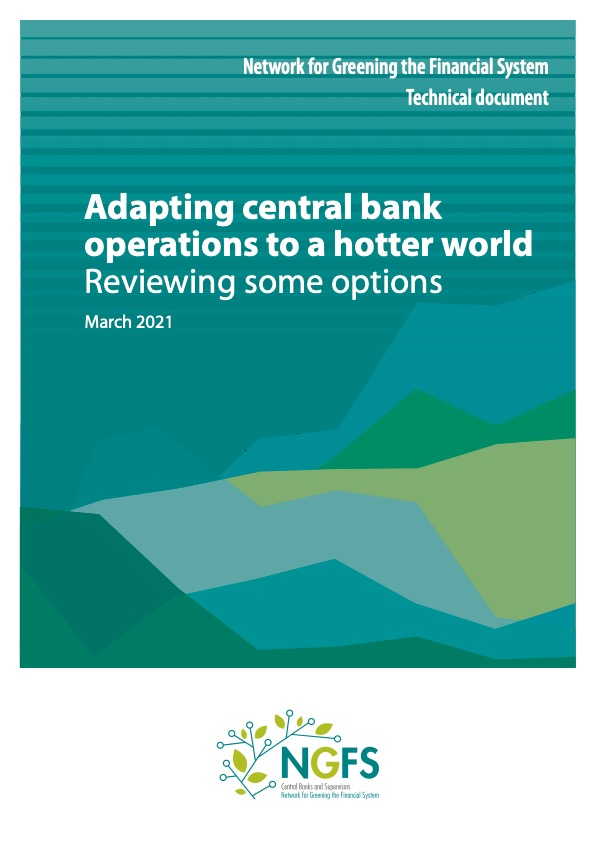 Network for Greening the Financial System
Technical document
Adapting central bank
operations to a hotter world
Reviewing some options
March 2021
NGFS
Central Banks and Supervisors
Network for Greening the Financial System